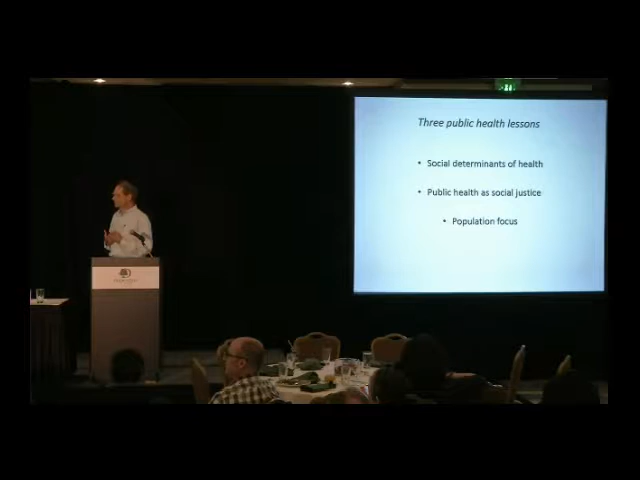 Three public health lessons
• Social determinants of health
• Public health as social justice
• Population focus